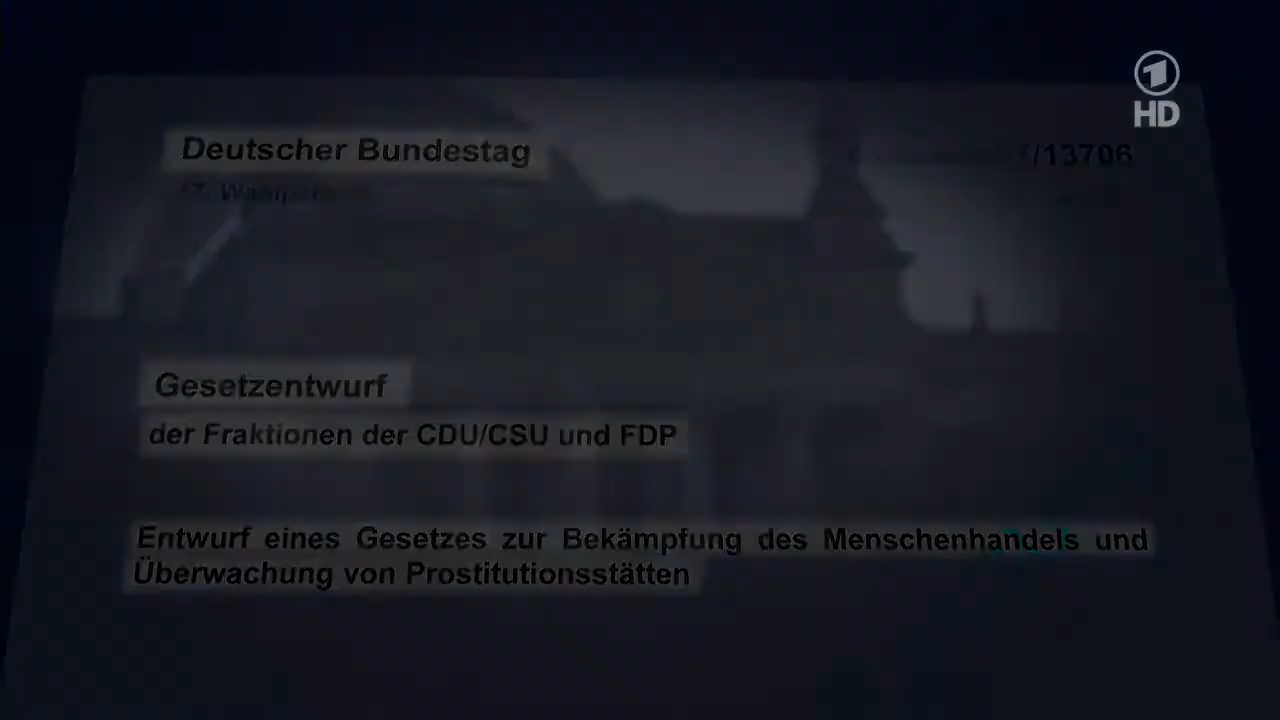 1
HD
Deutscher Bundestag
/13706
Gesetzentwurf
der Fraktionen der CDU/CSU und FDP
Entwurf eines Gesetzes zur Bekämpfung des Menschenhandels und
Überwachung von Prostitutionsstätten